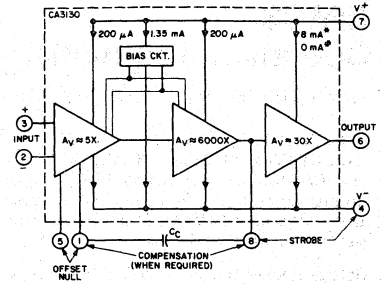 CA3130
V+
7
200 µA
1.35 mA
200 µA
8 mA*
0 mA⌀
BIAS CKT.
+
3
INPUT
2
−
AV ≈ 5X
AV ≈ 6000X
AV ≈ 30X
OUTPUT
6
V−
4
CC
5
1
8
STROBE
COMPENSATION
(WHEN REQUIRED)
OFFSET
NULL